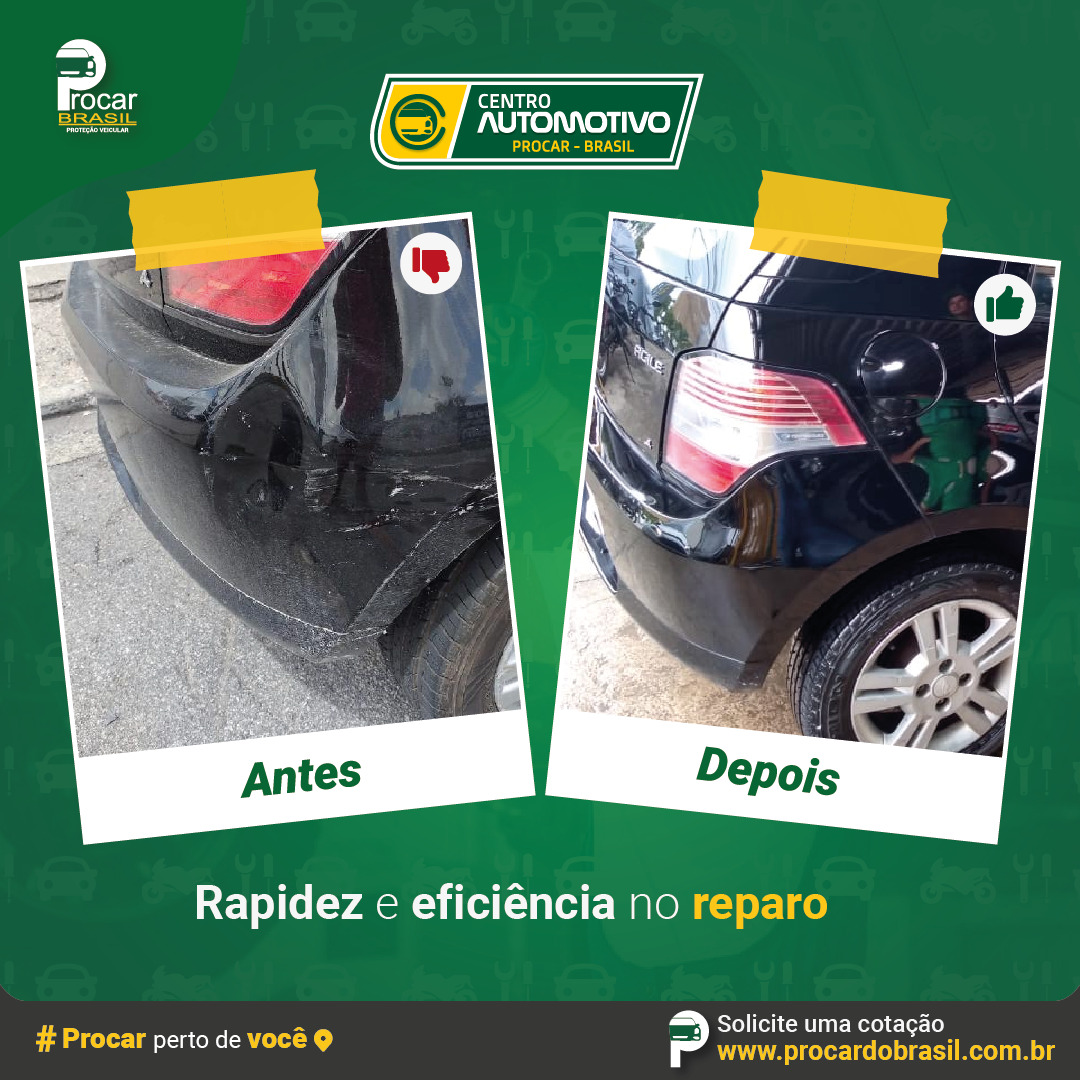 Procar
BRASIL
PROTEÇÃO VEICULAR
CENTRO
AUTOMOTIVO
PROCAR - BRASIL
AGILE
Antes
Depois
Rapidez e eficiência no reparo
# Procar perto de você
Solicite uma cotação
www.procardobrasil.com.br